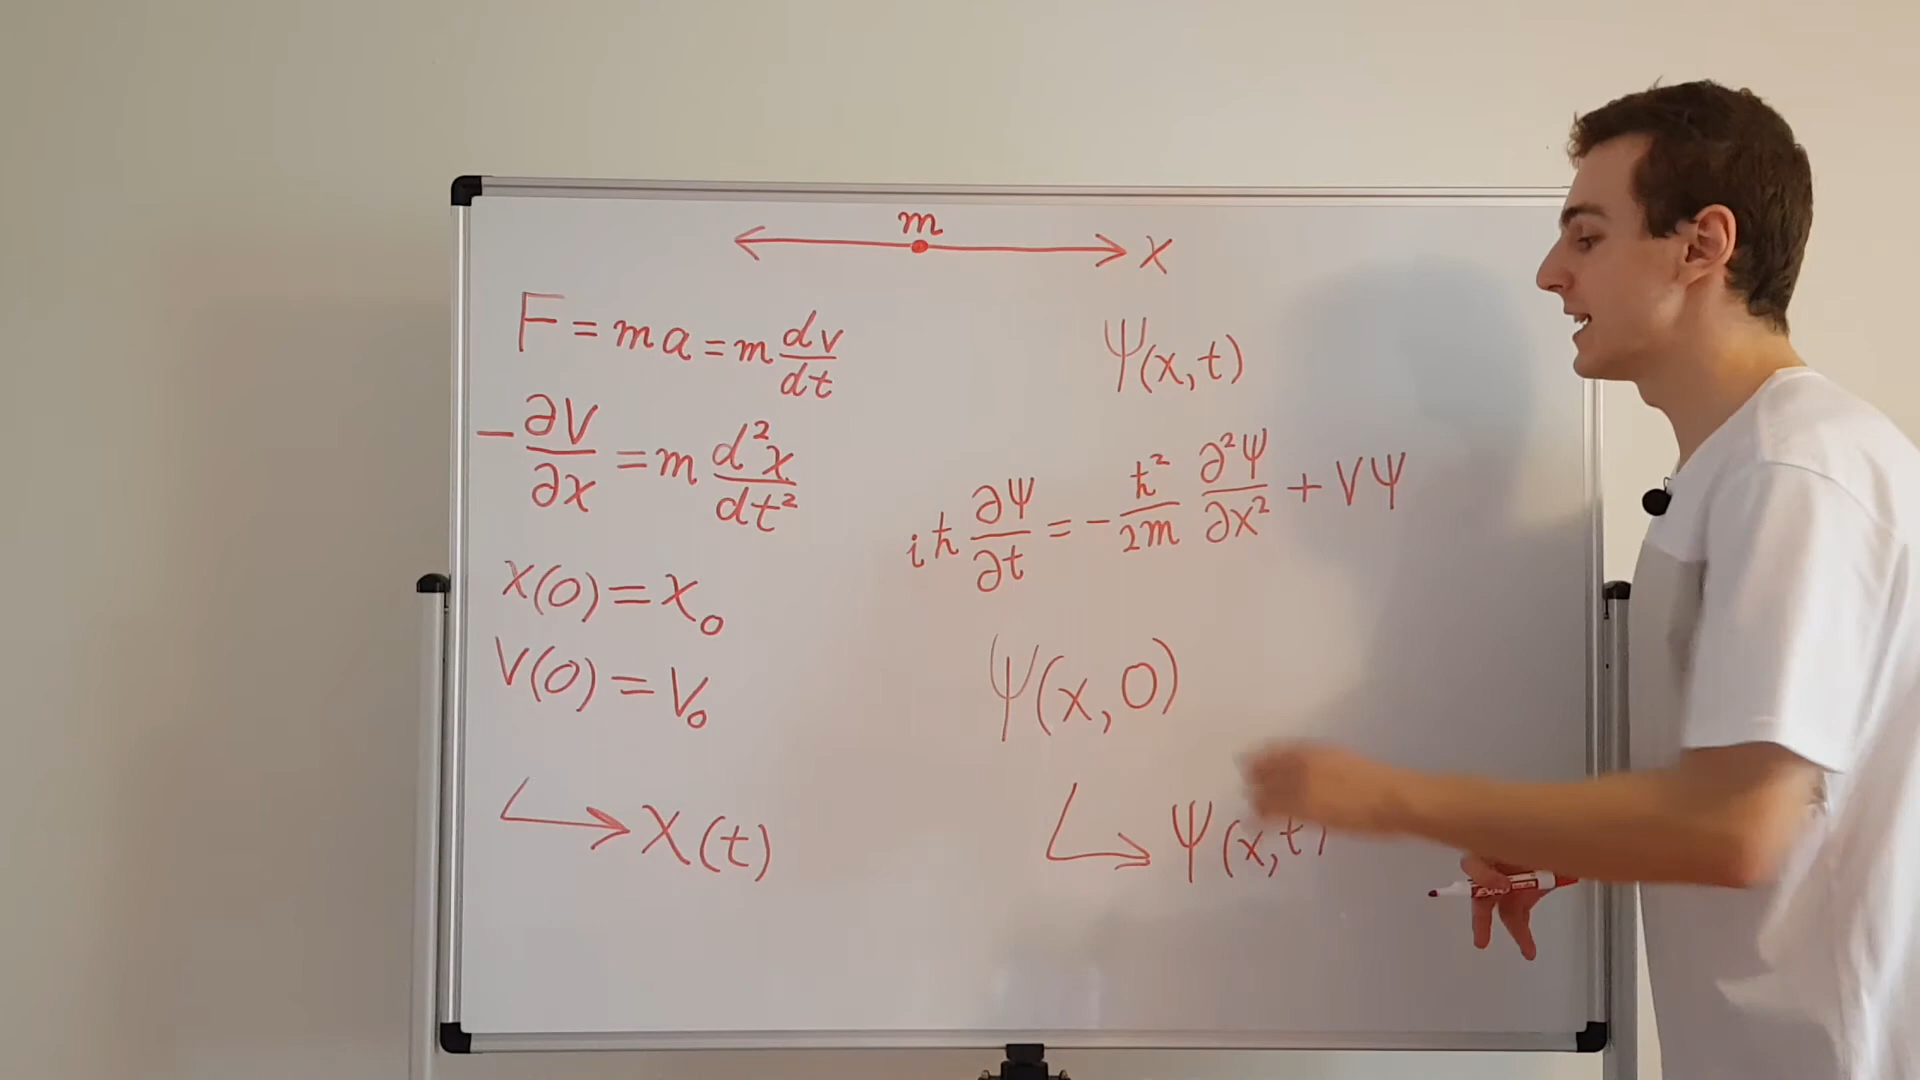 m
x
F = ma = m dv/dt
-∂V/∂x = m d²x/dt²
x(0) = x₀
V(0) = V₀
↳ x(t)
Ψ(x,t)
iħ ∂Ψ/∂t = - ħ²/2m ∂²Ψ/∂x² + VΨ
Ψ(x,0)
↳ Ψ(x,t)